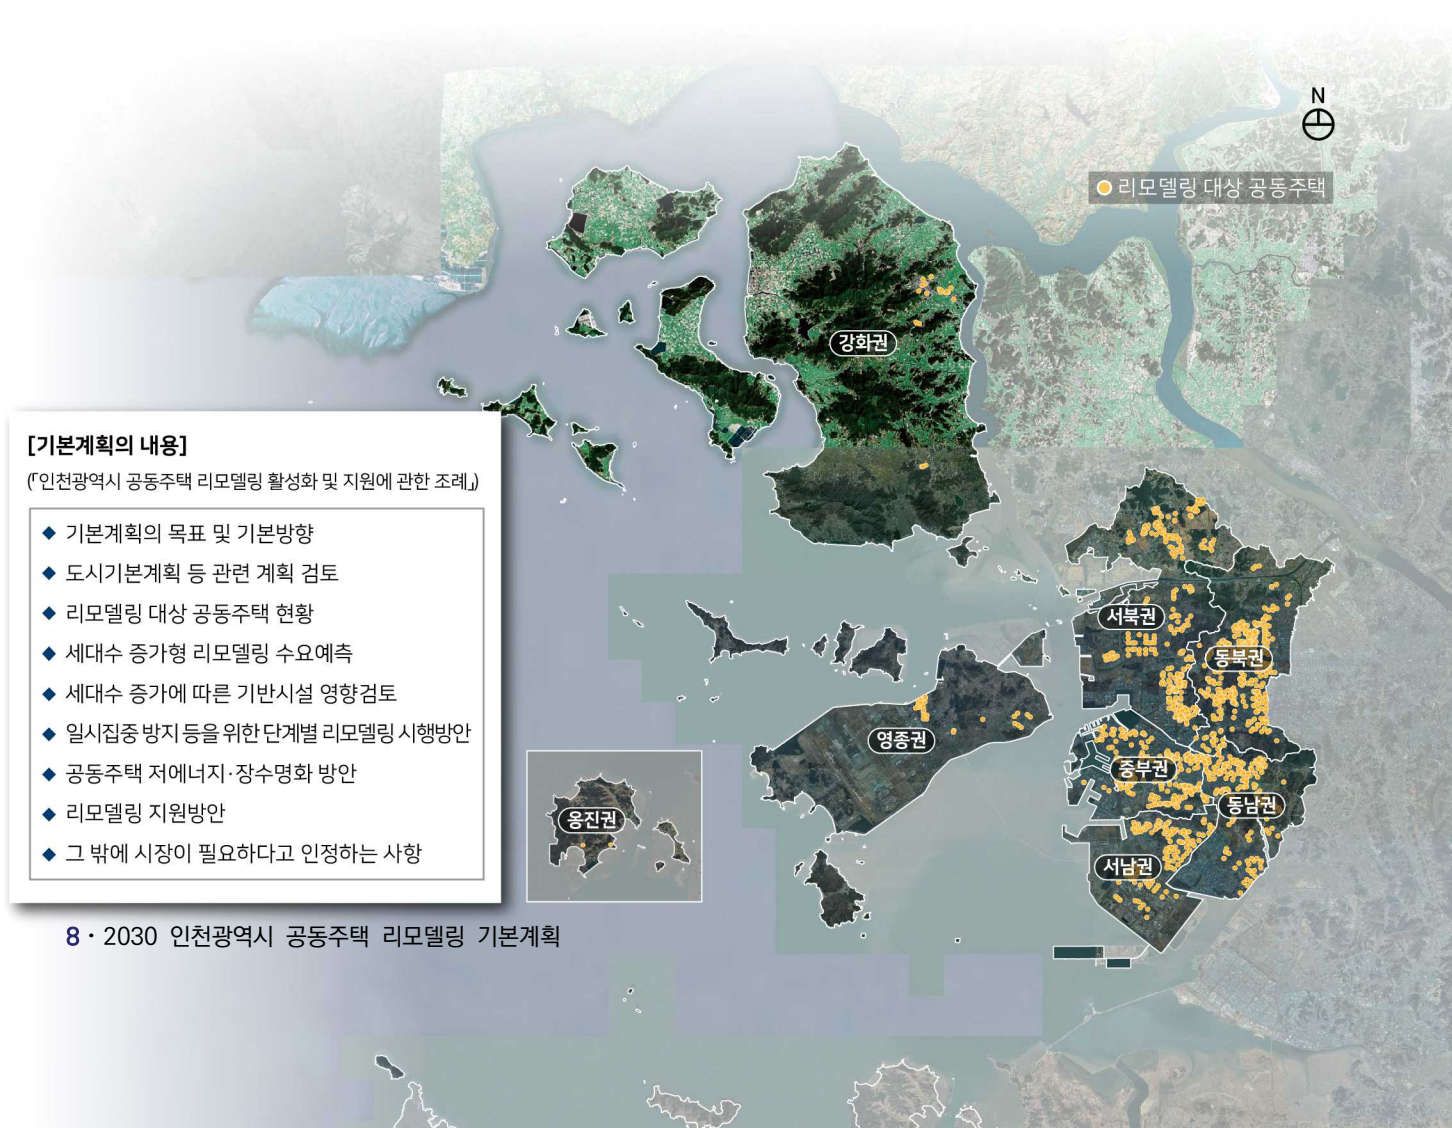 N
리모델링 대상 공동주택
강화권
[기본계획의 내용]
(「인천광역시 공동주택 리모델링 활성화 및 지원에 관한 조례」)
◆ 기본계획의 목표 및 기본방향
◆ 도시기본계획 등 관련 계획 검토
◆ 리모델링 대상 공동주택 현황
◆ 세대수 증가형 리모델링 수요예측
◆ 세대수 증가에 따른 기반시설 영향검토
◆ 일시집중 방지 등을 위한 단계별 리모델링 시행방안
◆ 공동주택 저에너지·장수명화 방안
◆ 리모델링 지원방안
◆ 그 밖에 시장이 필요하다고 인정하는 사항
서북권
동북권
영종권
중부권
동남권
옹진권
서남권
8 · 2030 인천광역시 공동주택 리모델링 기본계획